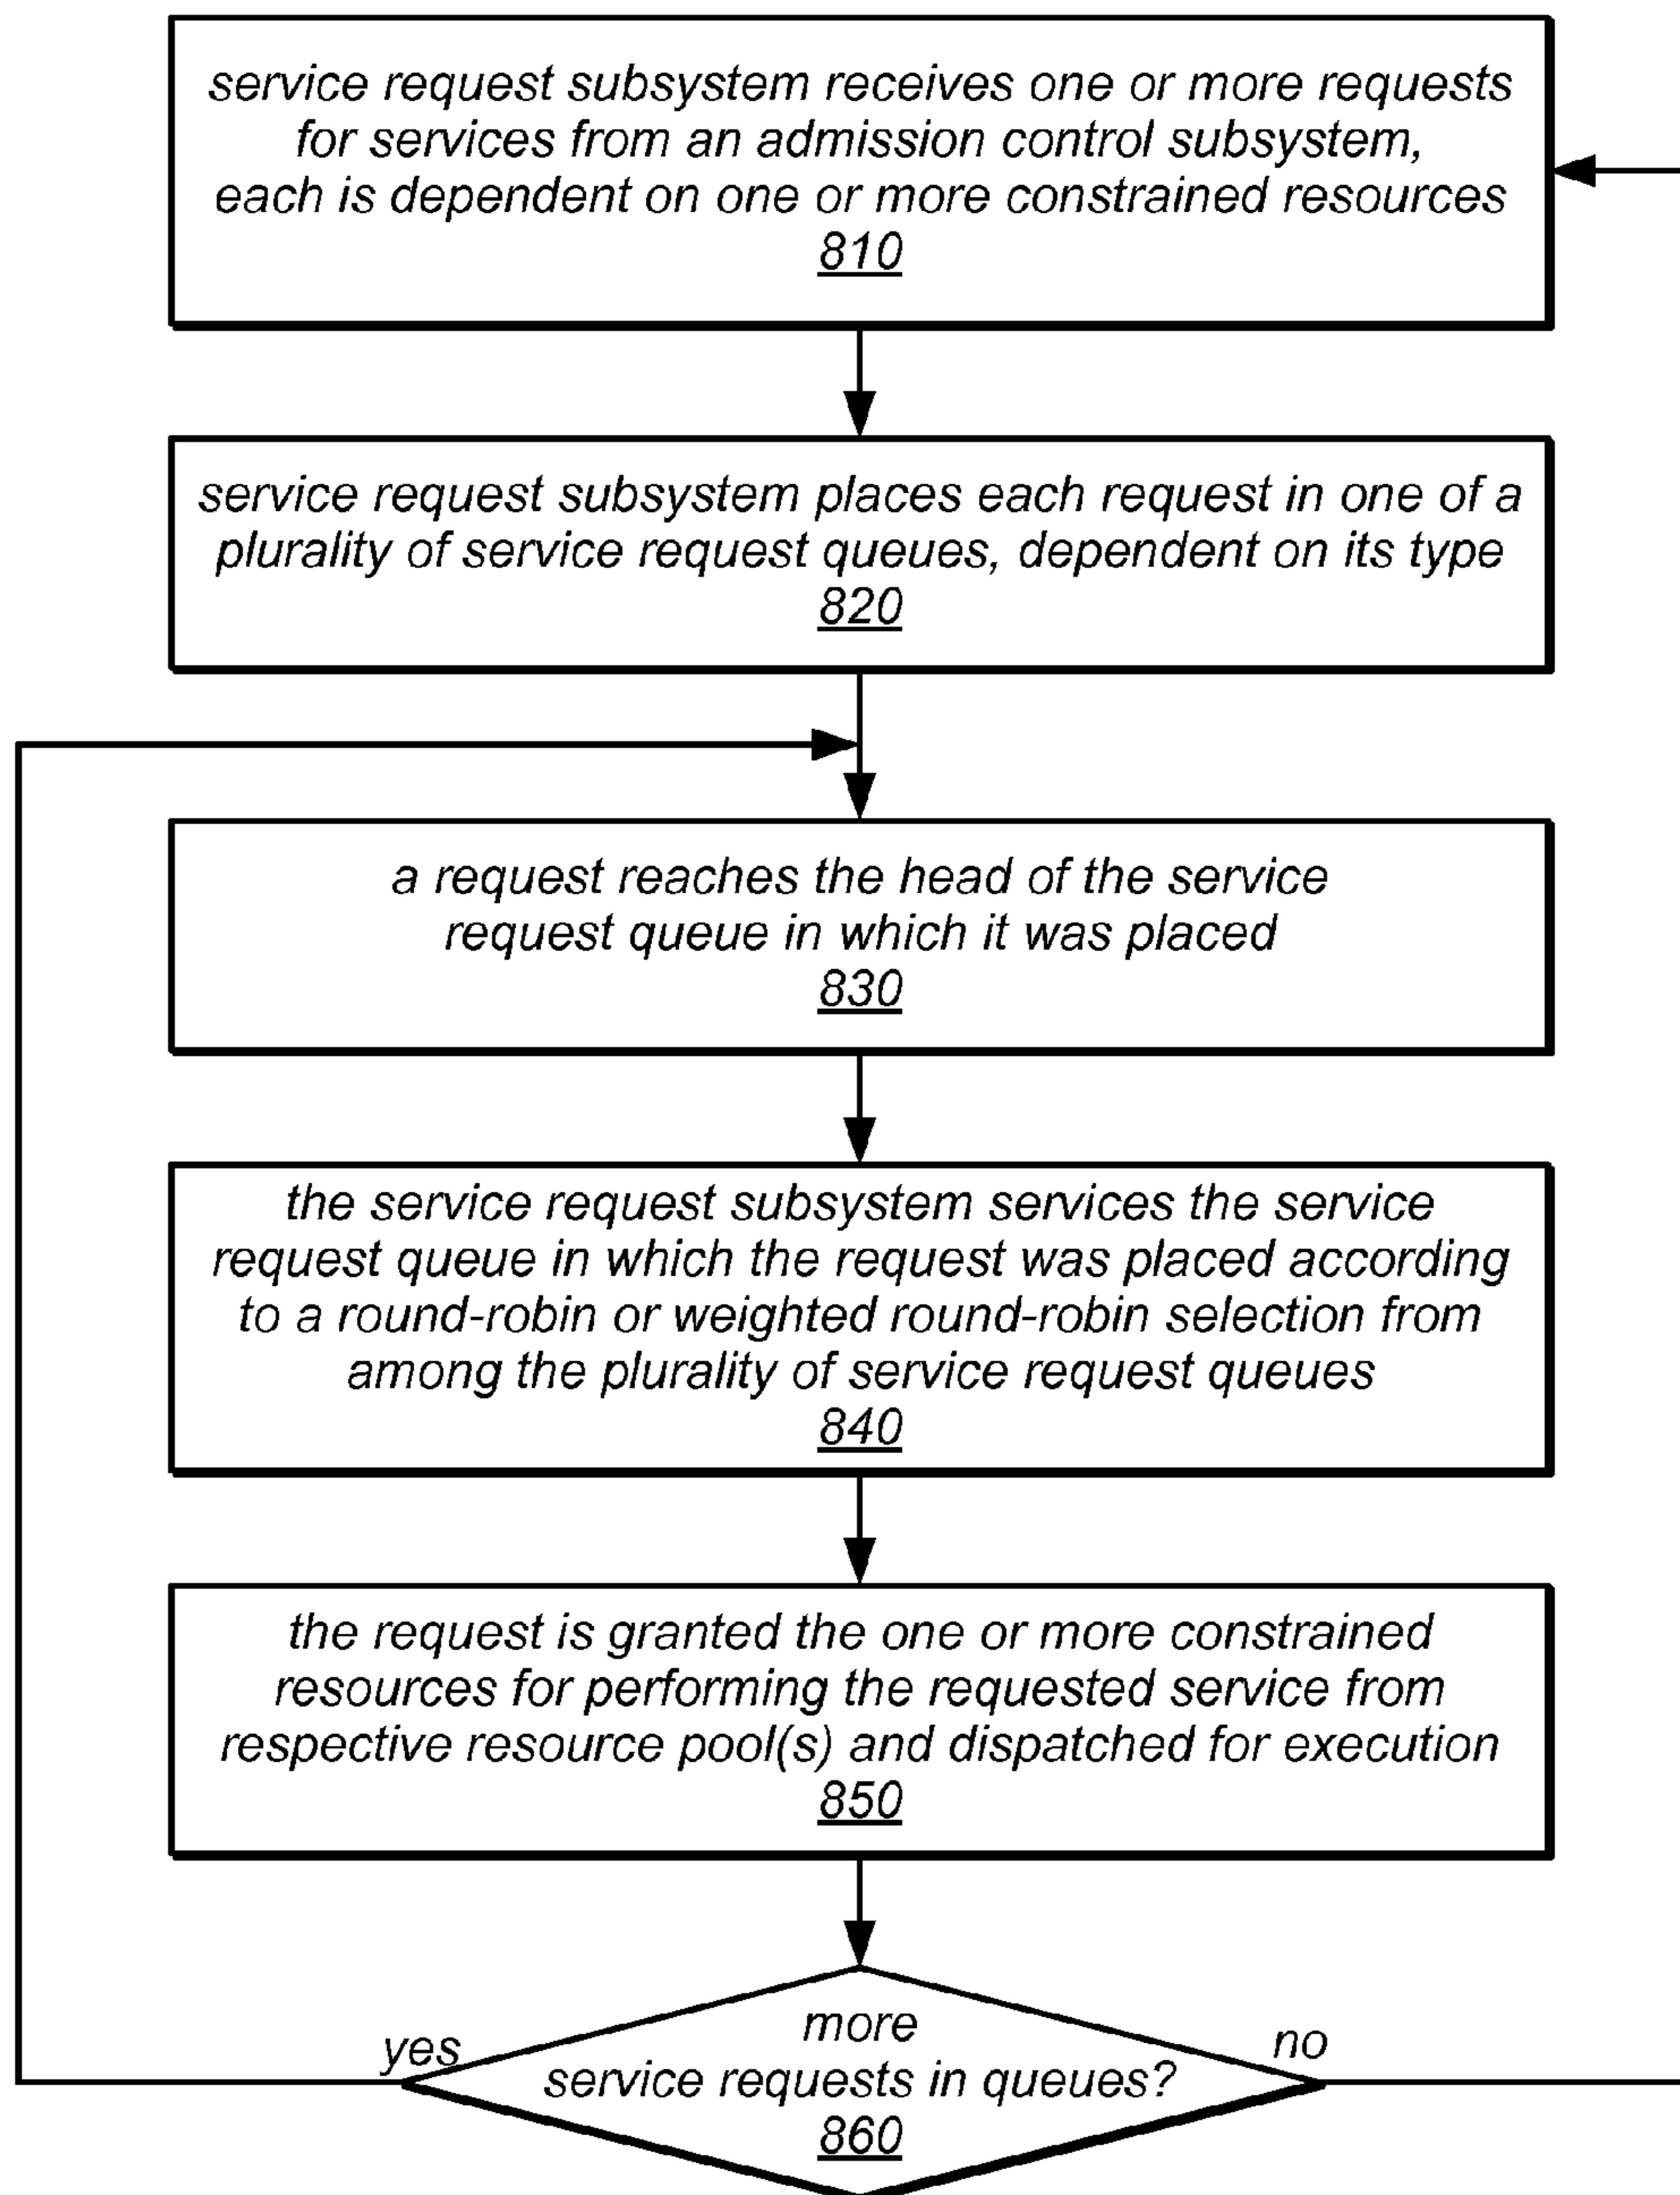 service request subsystem receives one or more requests
for services from an admission control subsystem,
each is dependent on one or more constrained resources
810
service request subsystem places each request in one of a
plurality of service request queues, dependent on its type
820
a request reaches the head of the service
request queue in which it was placed
830
the service request subsystem services the service
request queue in which the request was placed according
to a round-robin or weighted round-robin selection from
among the plurality of service request queues
840
the request is granted the one or more constrained
resources for performing the requested service from
respective resource pool(s) and dispatched for execution
850
yes
more
no
service requests in queues?
860